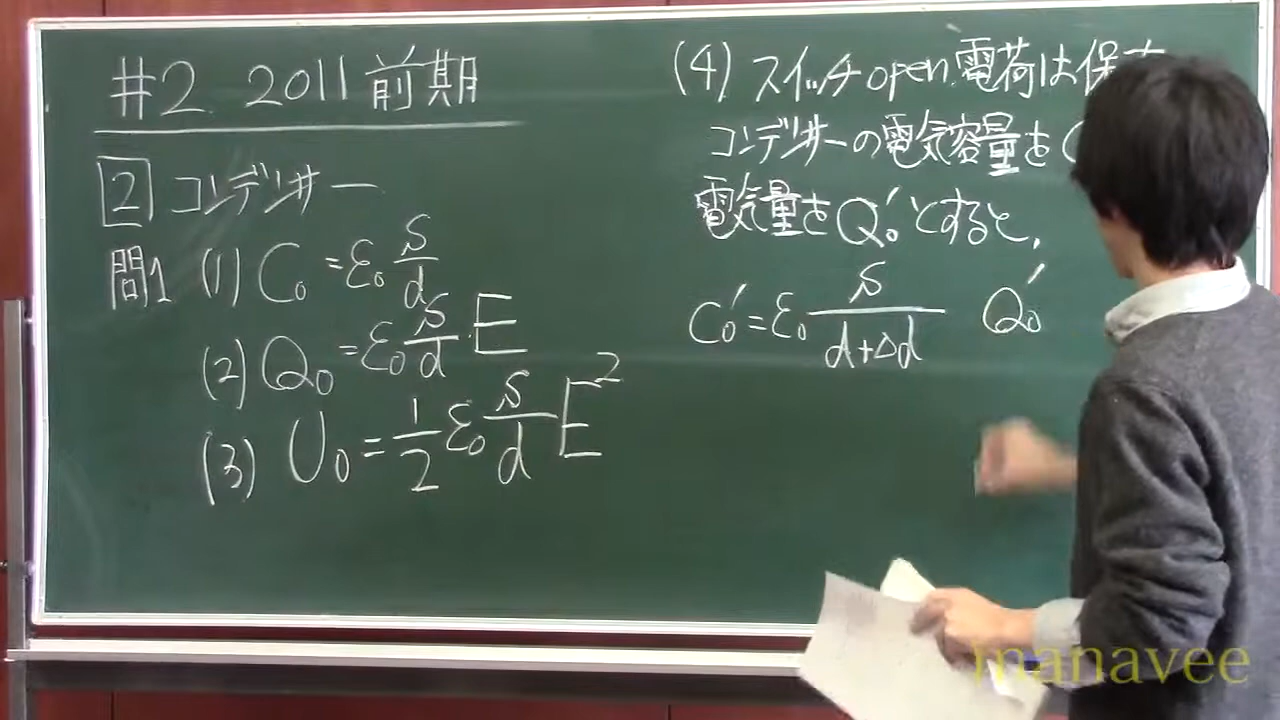 #2. 2011 前期
2 コンデンサー
問1 (1) C₀ = ε₀ S/d
(2) Q₀ = ε₀ S/d E
(3) U₀ = 1/2 ε₀ S/d E²
(4) スイッチopen. 電荷は保
コンデンサーの電気容量を
電気量をQ₀'とすると,
C₀' = ε₀ S/(d+Δd) Q₀'
manavee